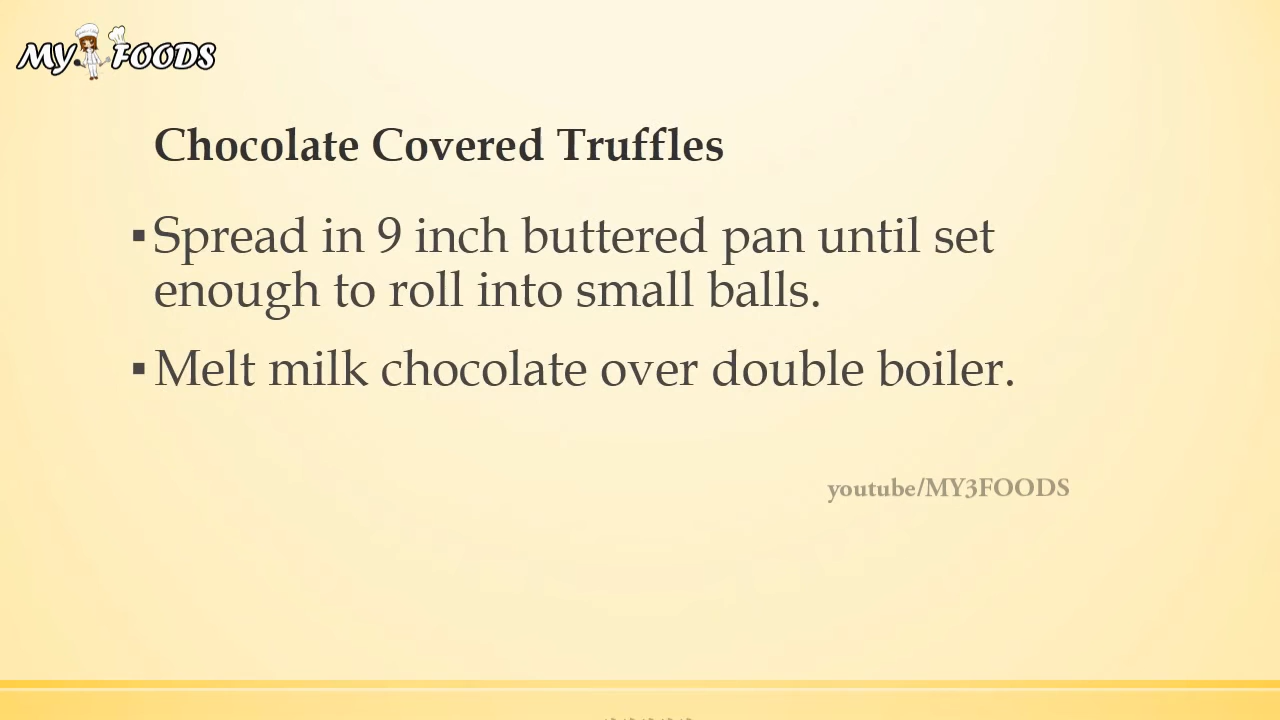 MY FOODS
Chocolate Covered Truffles
▪ Spread in 9 inch buttered pan until set
enough to roll into small balls.
▪ Melt milk chocolate over double boiler.
youtube/MY3FOODS